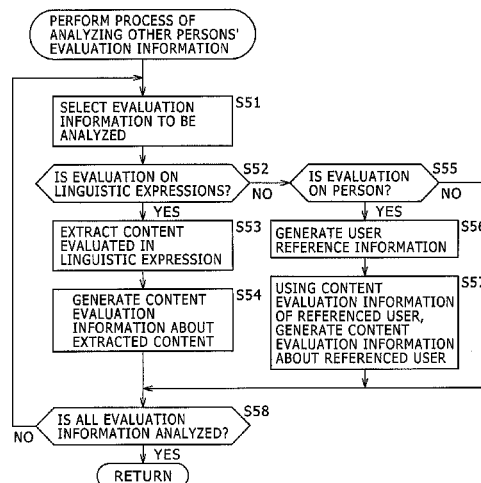 PERFORM PROCESS OF
ANALYZING OTHER PERSONS'
EVALUATION INFORMATION
S51
SELECT EVALUATION
INFORMATION TO BE
ANALYZED
S52
IS EVALUATION ON
LINGUISTIC EXPRESSIONS?
NO
YES
S55
IS EVALUATION
ON PERSON?
YES
S53
EXTRACT CONTENT
EVALUATED IN
LINGUISTIC EXPRESSION
S56
GENERATE USER
REFERENCE INFORMATION
S54
GENERATE CONTENT
EVALUATION
INFORMATION ABOUT
EXTRACTED CONTENT
S57
USING CONTENT
EVALUATION INFORMATION
OF REFERENCED USER,
GENERATE CONTENT
EVALUATION INFORMATION
ABOUT REFERENCED USER
S58
IS ALL EVALUATION
INFORMATION ANALYZED?
NO
YES
RETURN